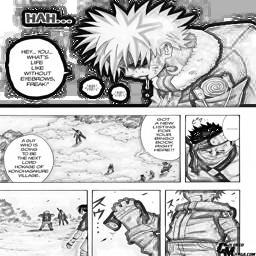 HAH...
HEY... YOU...
WHAT'S
LIFE
LIKE
WITHOUT
EYEBROWS,
FREAK?
GOT A
NEW
LISTING
FOR
YOUR
BINGO
BOOK
RIGHT
HERE!!
A GUY
WHO IS
GOING
TO BE
THE NEXT
LORD
HOKAGE OF
KONOHAGAKURE
VILLAGE.